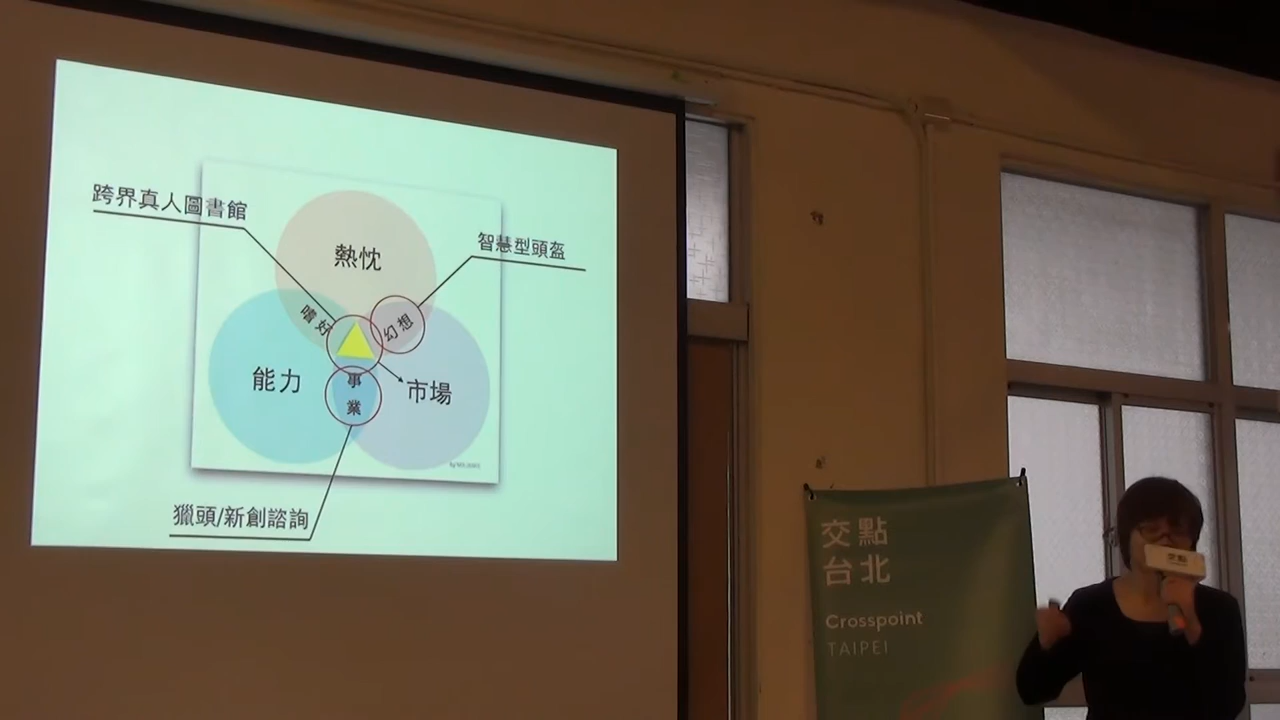 跨界真人圖書館
智慧型頭盔
熱忱
嗜好
幻想
能力
事業
市場
獵頭/新創諮詢
交點
台北
Crosspoint
TAIPEI
交點